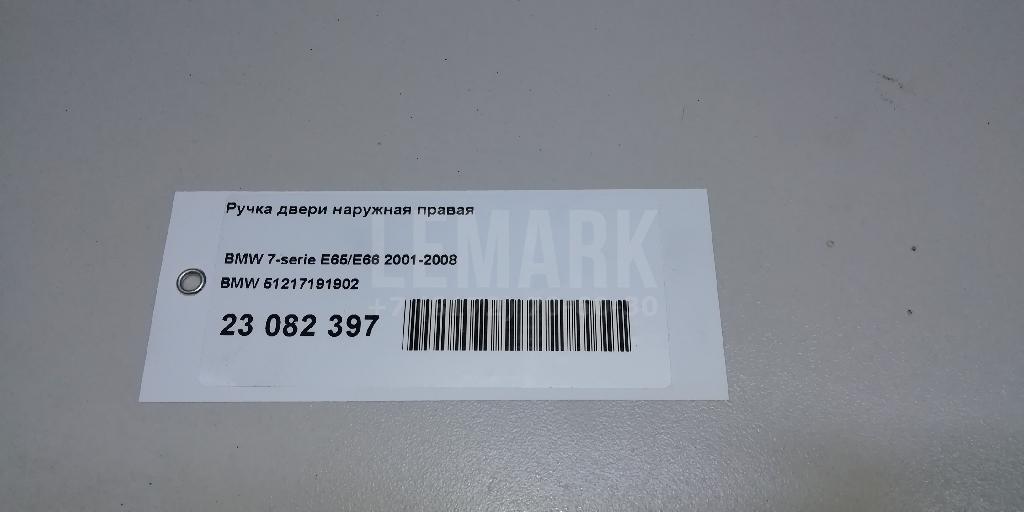 Ручка двери наружная правая
LEMARK
BMW 7-serie E65/E66 2001-2008
BMW 51217191902
23 082 397